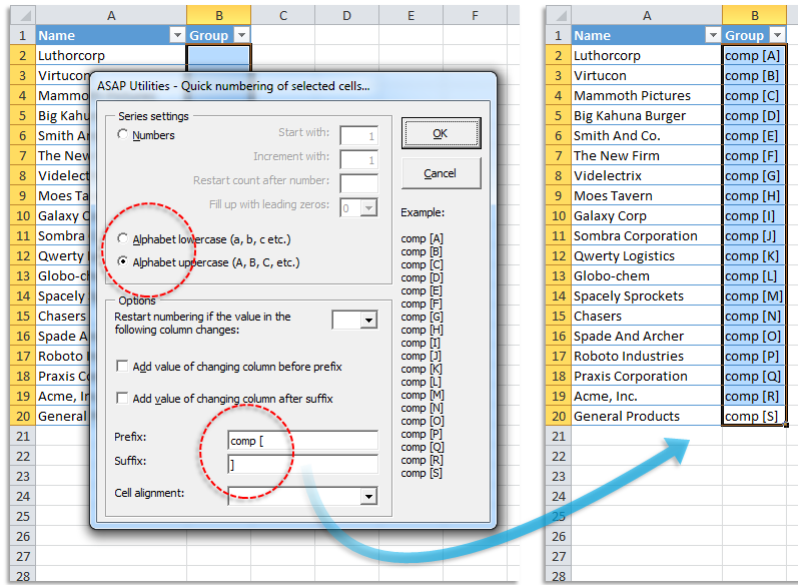 A B C D E F
1 Name Group
2 Luthorcorp
3 Virtucon
4 Mammoth
5 Big Kahuna
6 Smith An
7 The New
8 Videlect
9 Moes Ta
10 Galaxy C
11 Sombra
12 Qwerty
13 Globo-c
14 Spacely
15 Chasers
16 Spade A
17 Roboto
18 Praxis Co
19 Acme, In
20 General
21
22
23
24
25
26
27
28
ASAP Utilities - Quick numbering of selected cells...
Series settings
Numbers
Start with: 1
Increment with: 1
Restart count after number:
Fill up with leading zeros: 0
Alphabet lowercase (a, b, c etc.)
Alphabet uppercase (A, B, C, etc.)
Options
Restart numbering if the value in the
following column changes:
Add value of changing column before prefix
Add value of changing column after suffix
Prefix: comp [
Suffix: ]
Cell alignment:
OK
Cancel
Example:
comp [A]
comp [B]
comp [C]
comp [D]
comp [E]
comp [F]
comp [G]
comp [H]
comp [I]
comp [J]
comp [K]
comp [L]
comp [M]
comp [N]
comp [O]
comp [P]
comp [Q]
comp [R]
comp [S]
A B
1 Name Group
2 Luthorcorp comp [A]
3 Virtucon comp [B]
4 Mammoth Pictures comp [C]
5 Big Kahuna Burger comp [D]
6 Smith And Co. comp [E]
7 The New Firm comp [F]
8 Videlectrix comp [G]
9 Moes Tavern comp [H]
10 Galaxy Corp comp [I]
11 Sombra Corporation comp [J]
12 Qwerty Logistics comp [K]
13 Globo-chem comp [L]
14 Spacely Sprockets comp [M]
15 Chasers comp [N]
16 Spade And Archer comp [O]
17 Roboto Industries comp [P]
18 Praxis Corporation comp [Q]
19 Acme, Inc. comp [R]
20 General Products comp [S]
21
22
23
24
25
26
27
28